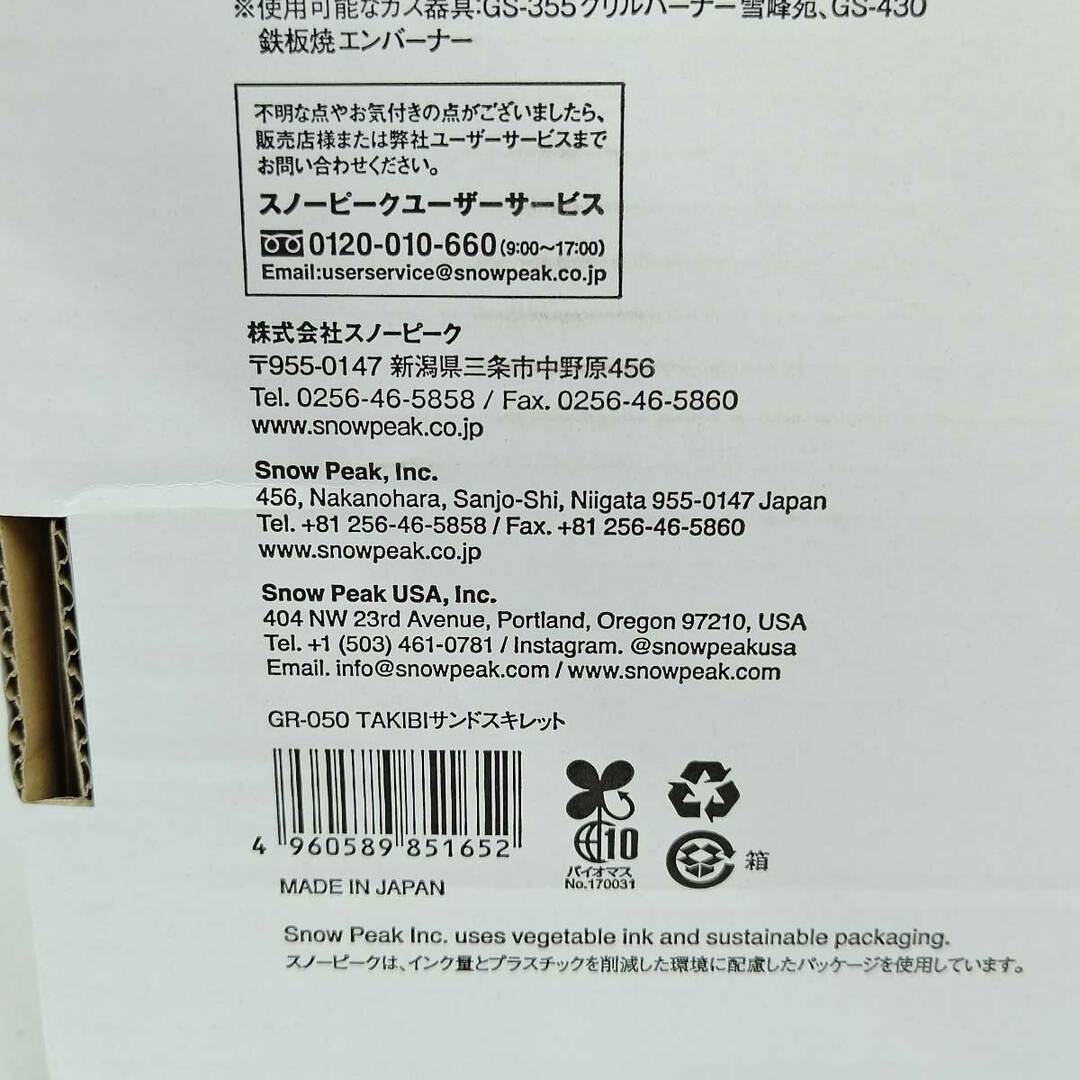 ※使用可能なガス器具:GS-355グリルバーナー雪峰苑、GS-430
鉄板焼エンバーナー
不明な点やお気付きの点がございましたら、
販売店様または弊社ユーザーサービスまで
お問い合わせください。
スノーピークユーザーサービス
0120-010-660(9:00〜17:00)
Email:userservice@snowpeak.co.jp
株式会社スノーピーク
〒955-0147 新潟県三条市中野原456
Tel. 0256-46-5858 / Fax. 0256-46-5860
www.snowpeak.co.jp
Snow Peak, Inc.
456, Nakanohara, Sanjo-Shi, Niigata 955-0147 Japan
Tel. +81 256-46-5858 / Fax. +81 256-46-5860
www.snowpeak.co.jp
Snow Peak USA, Inc.
404 NW 23rd Avenue, Portland, Oregon 97210, USA
Tel. +1 (503) 461-0781 / Instagram. @snowpeakusa
Email. info@snowpeak.com / www.snowpeak.com
GR-050 TAKIBIサンドスキレット
4 960589 851652
10
バイオマス
No.170031
箱
MADE IN JAPAN
Snow Peak Inc. uses vegetable ink and sustainable packaging.
スノーピークは、インク量とプラスチックを削減した環境に配慮したパッケージを使用しています。